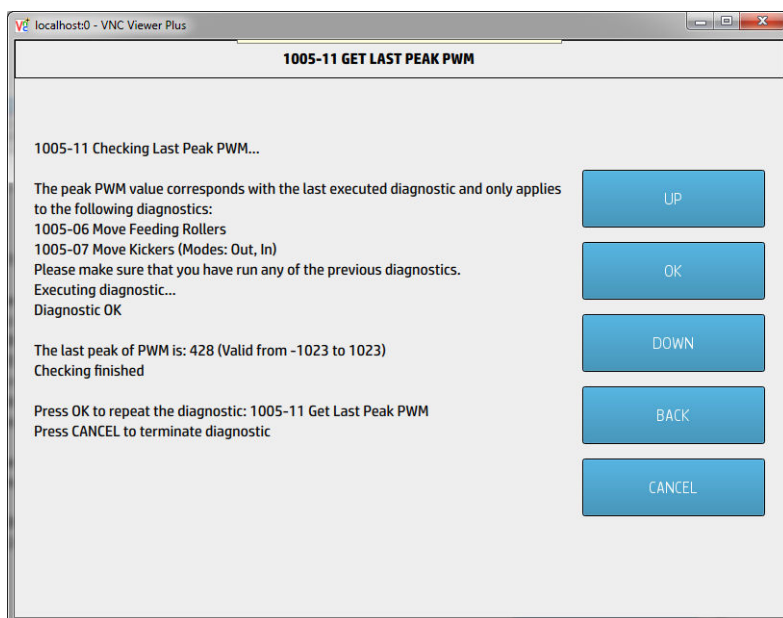 localhost:0 - VNC Viewer Plus
1005-11 GET LAST PEAK PWM
1005-11 Checking Last Peak PWM...
The peak PWM value corresponds with the last executed diagnostic and only applies
to the following diagnostics:
1005-06 Move Feeding Rollers
1005-07 Move Kickers (Modes: Out, In)
Please make sure that you have run any of the previous diagnostics.
Executing diagnostic...
Diagnostic OK
The last peak of PWM is: 428 (Valid from -1023 to 1023)
Checking finished
Press OK to repeat the diagnostic: 1005-11 Get Last Peak PWM
Press CANCEL to terminate diagnostic
UP
OK
DOWN
BACK
CANCEL